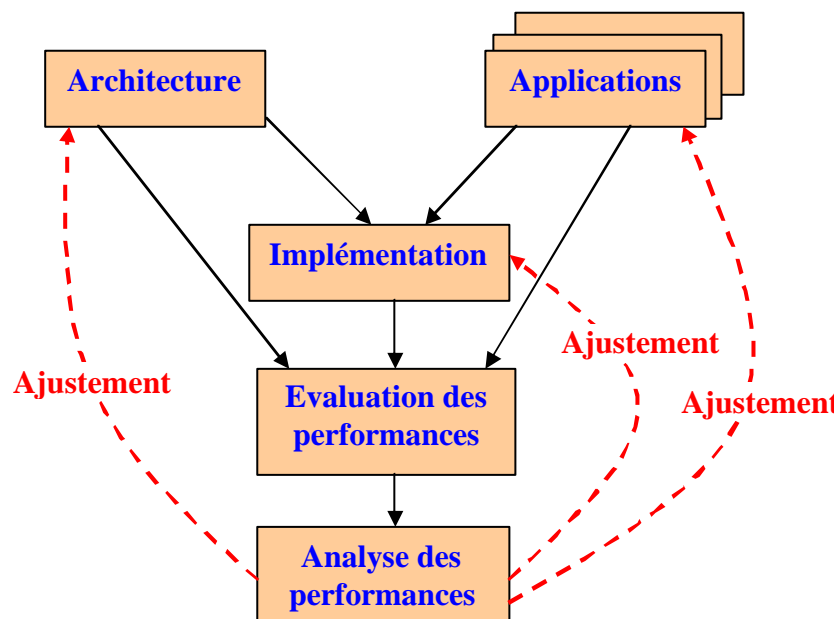 Architecture
Applications
Implémentation
Ajustement
Ajustement
Ajustement
Evaluation des
performances
Analyse des
performances